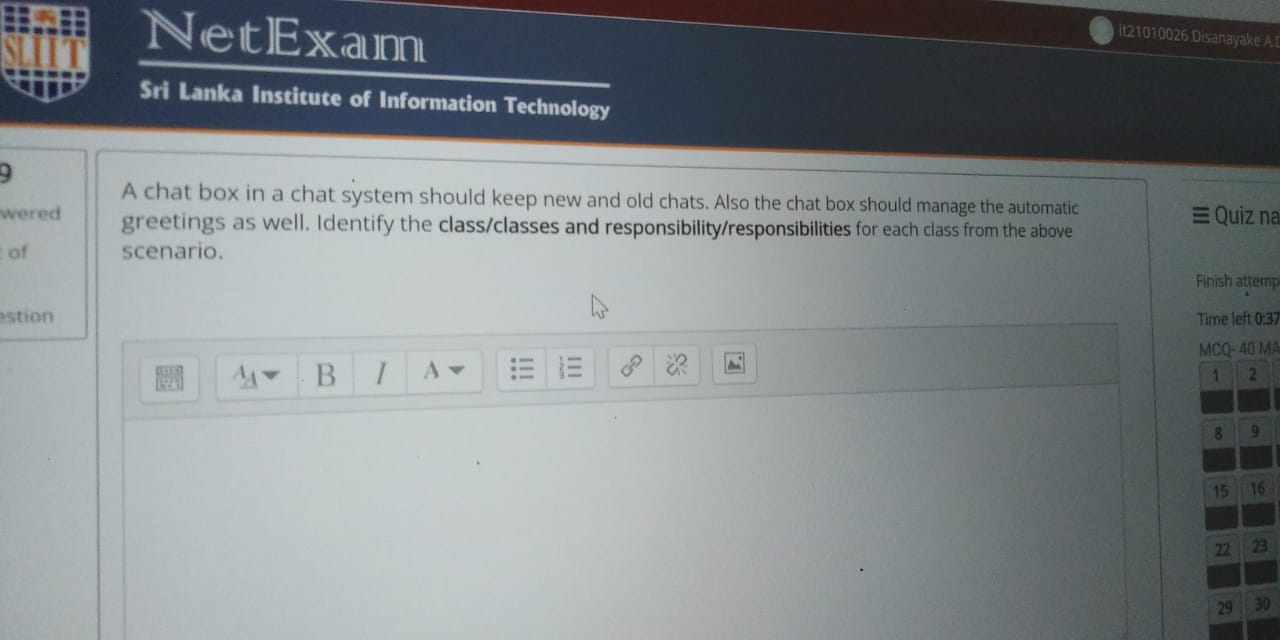 SLIIT
NetExam
Sri Lanka Institute of Information Technology
it21010026 Disanayake A.
9
wered
of
estion
A chat box in a chat system should keep new and old chats. Also the chat box should manage the automatic
greetings as well. Identify the class/classes and responsibility/responsibilities for each class from the above
scenario.
B I A
Quiz na
Finish attemp
Time left 0:37
MCQ- 40 MA
1 2
8 9
15 16
22 23
29 30